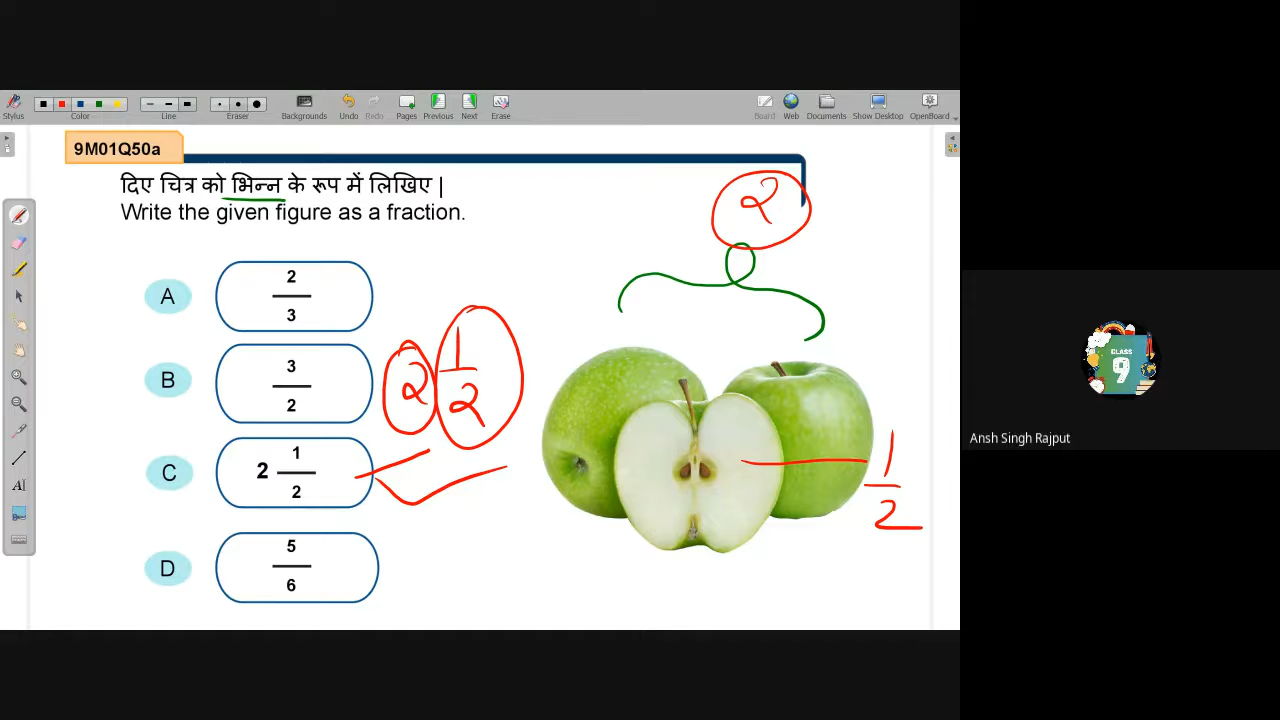 Stylus
Color
Line
Eraser
Backgrounds
Undo
Redo
Pages
Previous
Next
Erase
Board
Web
Documents
Show Desktop
OpenBoard
9M01Q50a
दिए चित्र को भिन्न के रूप में लिखिए |
Write the given figure as a fraction.
A
2
3
B
3
2
C
2 1
2
D
5
6
2 1
2
2
1
2
CLASS
9
Ansh Singh Rajput